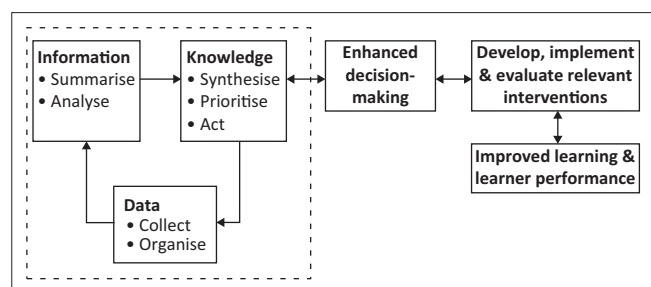 Information
• Summarise
• Analyse
Knowledge
• Synthesise
• Prioritise
• Act
Data
• Collect
• Organise
Enhanced
decision-
making
Develop, implement
& evaluate relevant
interventions
Improved learning &
learner performance